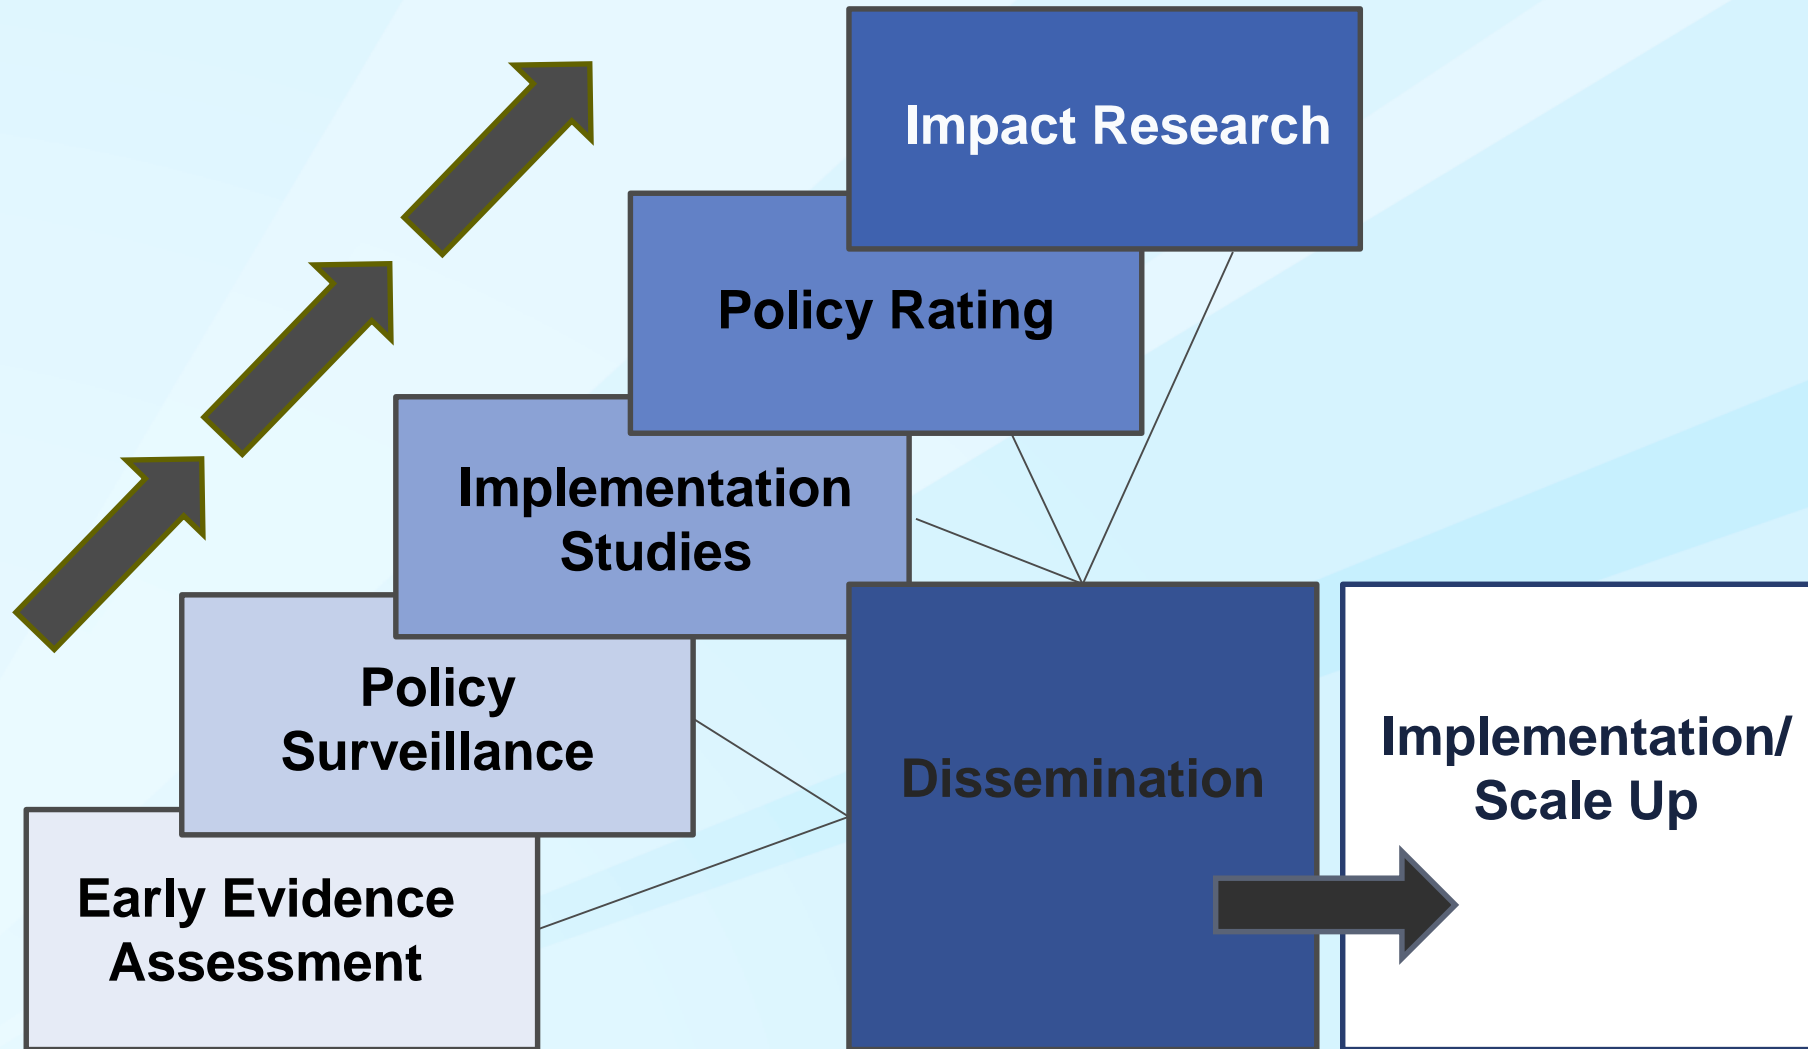 Impact Research
Policy Rating
Implementation
Studies
Policy
Surveillance
Early Evidence
Assessment
Dissemination
Implementation/
Scale Up